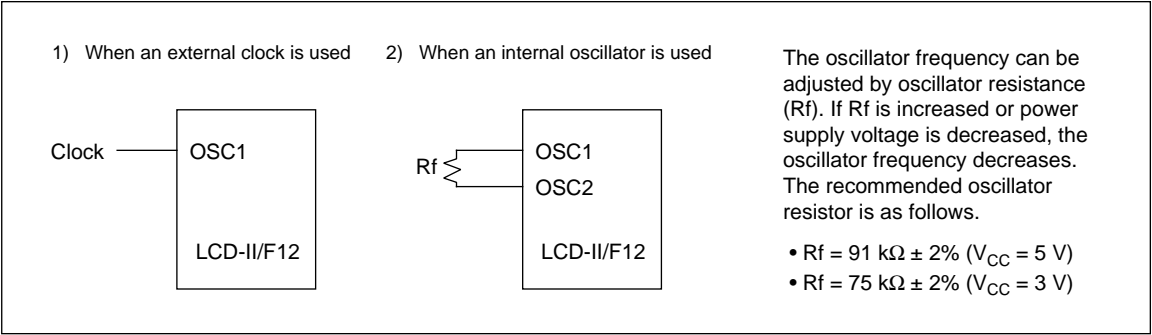 1) When an external clock is used
2) When an internal oscillator is used
Clock
OSC1
LCD-II/F12
Rf
OSC1
OSC2
LCD-II/F12
The oscillator frequency can be
adjusted by oscillator resistance
(Rf). If Rf is increased or power
supply voltage is decreased, the
oscillator frequency decreases.
The recommended oscillator
resistor is as follows.
• Rf = 91 kΩ ± 2% (VCC = 5 V)
• Rf = 75 kΩ ± 2% (VCC = 3 V)